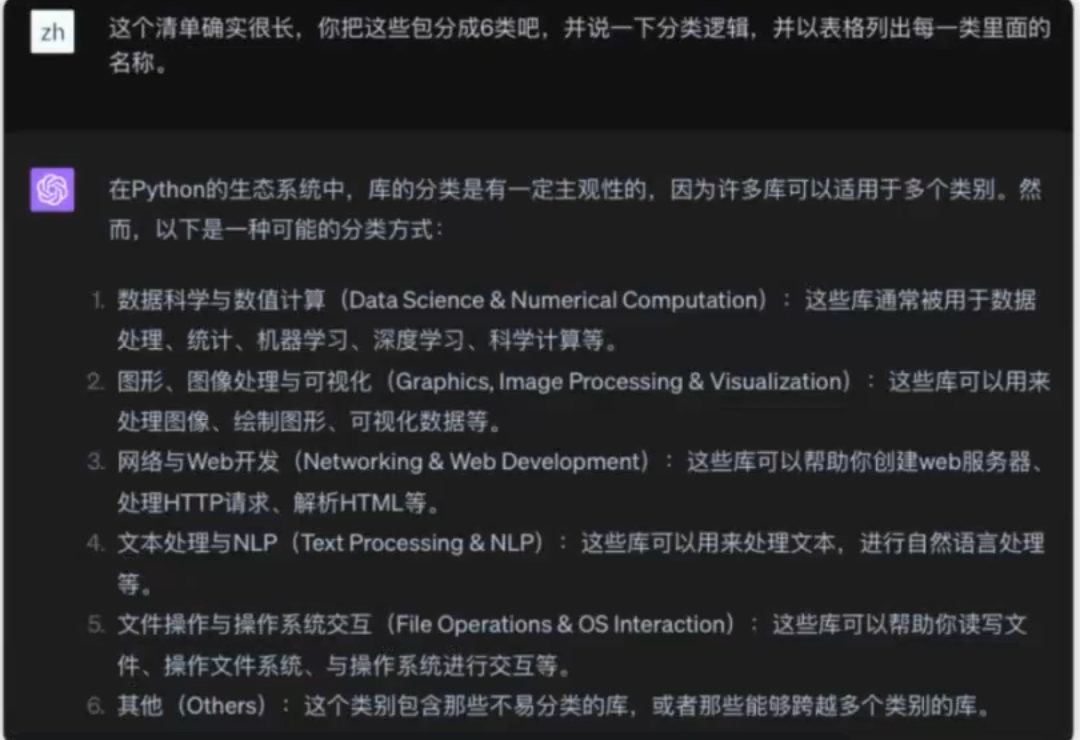 zh
这个清单确实很长，你把这些包分成6类吧，并说一下分类逻辑，并以表格列出每一类里面的
名称。
在Python的生态系统中，库的分类是有一定主观性的，因为许多库可以适用于多个类别。然
而，以下是一种可能的分类方式：
1. 数据科学与数值计算（Data Science & Numerical Computation）：这些库通常被用于数据
处理、统计、机器学习、深度学习、科学计算等。
2. 图形、图像处理与可视化（Graphics, Image Processing & Visualization）：这些库可以用来
处理图像、绘制图形、可视化数据等。
3. 网络与Web开发（Networking & Web Development）：这些库可以帮助你创建web服务器、
处理HTTP请求、解析HTML等。
4. 文本处理与NLP（Text Processing & NLP）：这些库可以用来处理文本，进行自然语言处理
等。
5. 文件操作与操作系统交互（File Operations & OS Interaction）：这些库可以帮助你读写文
件、操作文件系统、与操作系统进行交互等。
6. 其他（Others）：这个类别包含那些不易分类的库，或者那些能够跨越多个类别的库。